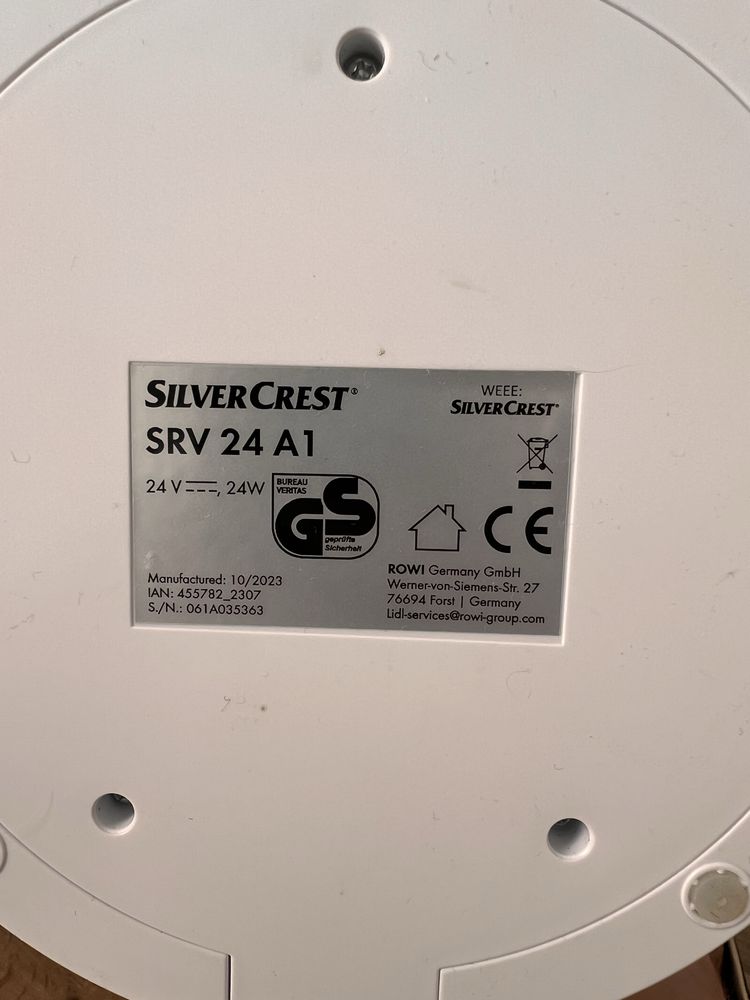 SILVERCREST®
SRV 24 A1
24 V ⎓, 24W
BUREAU
VERITAS
GS
geprüfte
Sicherheit
Manufactured: 10/2023
IAN: 455782_2307
S./N.: 061A035363
WEEE:
SILVERCREST®
CE
ROWI Germany GmbH
Werner-von-Siemens-Str. 27
76694 Forst | Germany
Lidl-services@rowi-group.com